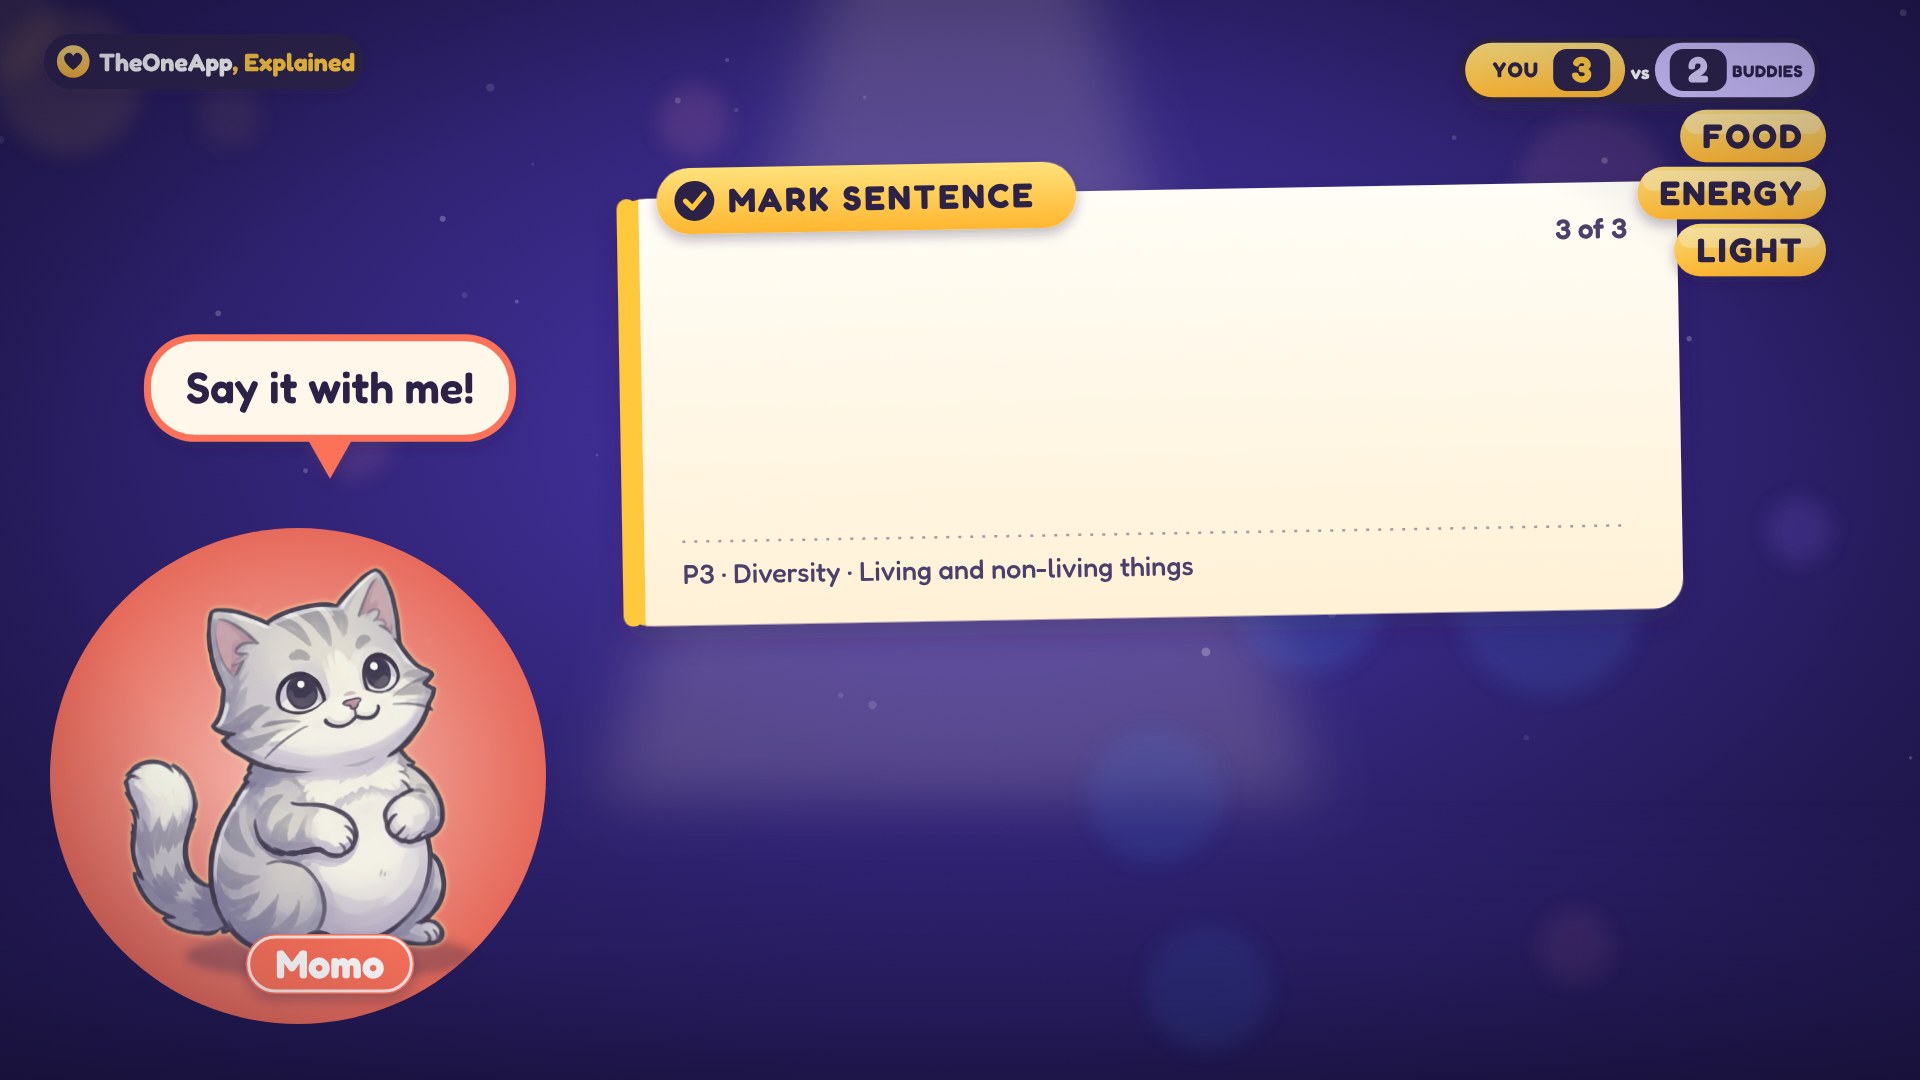 TheOneApp, Explained
YOU 3 vs 2 BUDDIES
FOOD
ENERGY
LIGHT
MARK SENTENCE
3 of 3
Say it with me!
P3 · Diversity · Living and non-living things
Momo